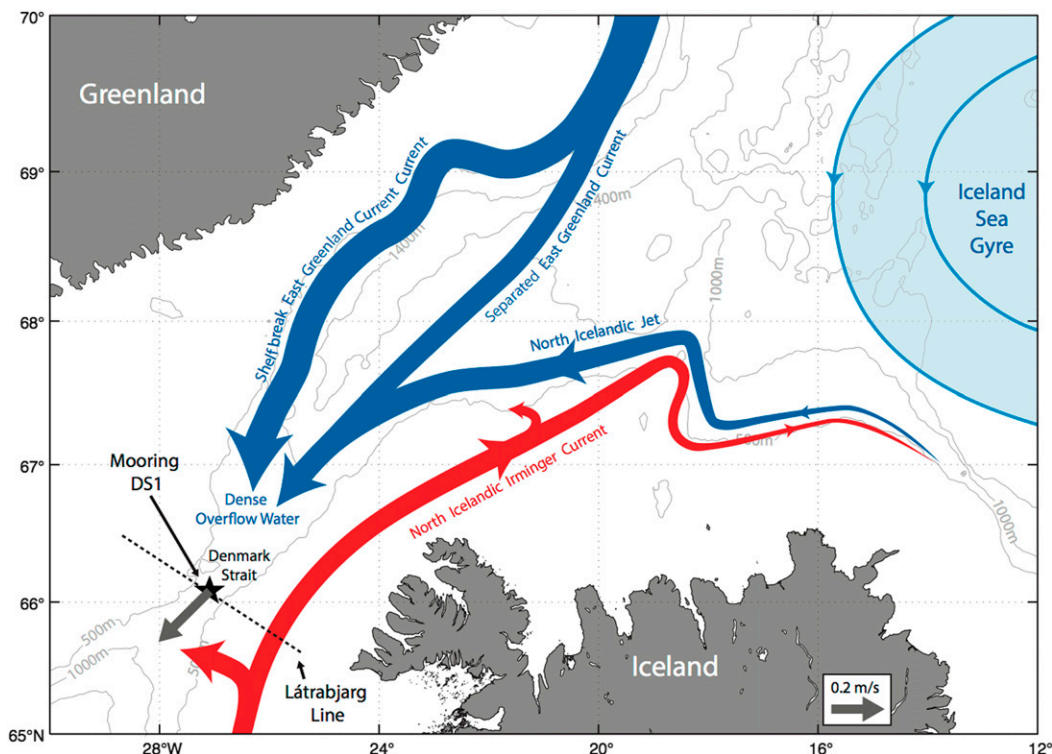 70°
69°
68°
67°
66°
65°N
28°W
24°
20°
16°
12°
Greenland
Shelf break East Greenland Current Current
Separated East Greenland Current
1400m
400m
1000m
Iceland
Sea
Gyre
North Icelandic Jet
500m
North Icelandic Irminger Current
1000m
Mooring
DS1
Dense
Overflow Water
Denmark
Strait
500m
1000m
Látrabjarg
Line
Iceland
0.2 m/s